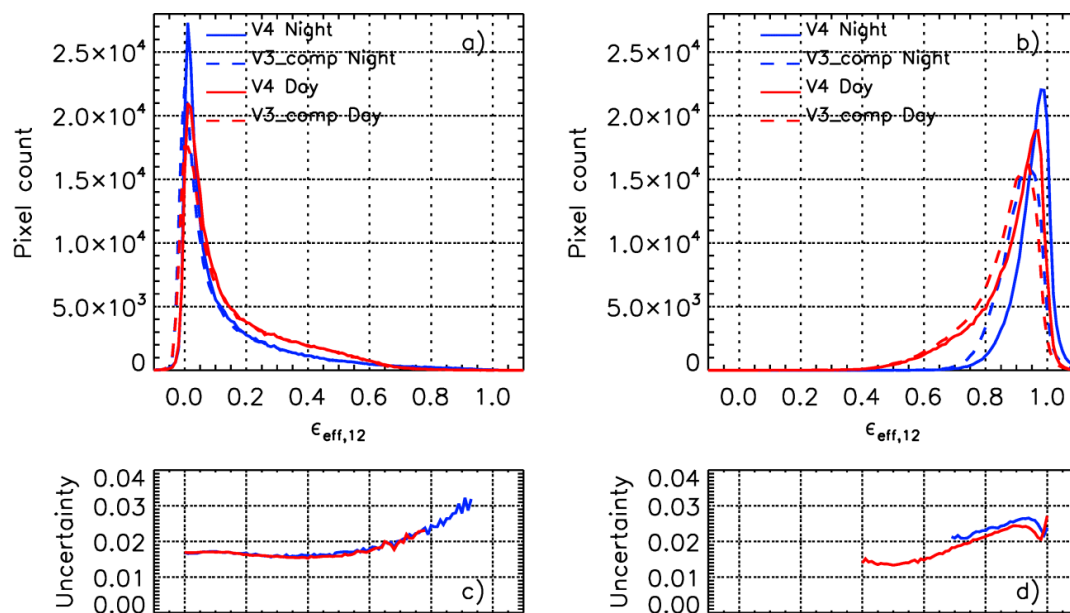 2.5×10⁴
2.0×10⁴
1.5×10⁴
1.0×10⁴
5.0×10³
0
Pixel count
V4 Night
V3_comp Night
V4 Day
V3_comp Day
a)
0.0 0.2 0.4 0.6 0.8 1.0
ϵeff,12
2.5×10⁴
2.0×10⁴
1.5×10⁴
1.0×10⁴
5.0×10³
0
Pixel count
V4 Night
V3_comp Night
V4 Day
V3_comp Day
b)
0.0 0.2 0.4 0.6 0.8 1.0
ϵeff,12
0.04
0.03
0.02
0.01
0.00
Uncertainty
c)
0.04
0.03
0.02
0.01
0.00
Uncertainty
d)